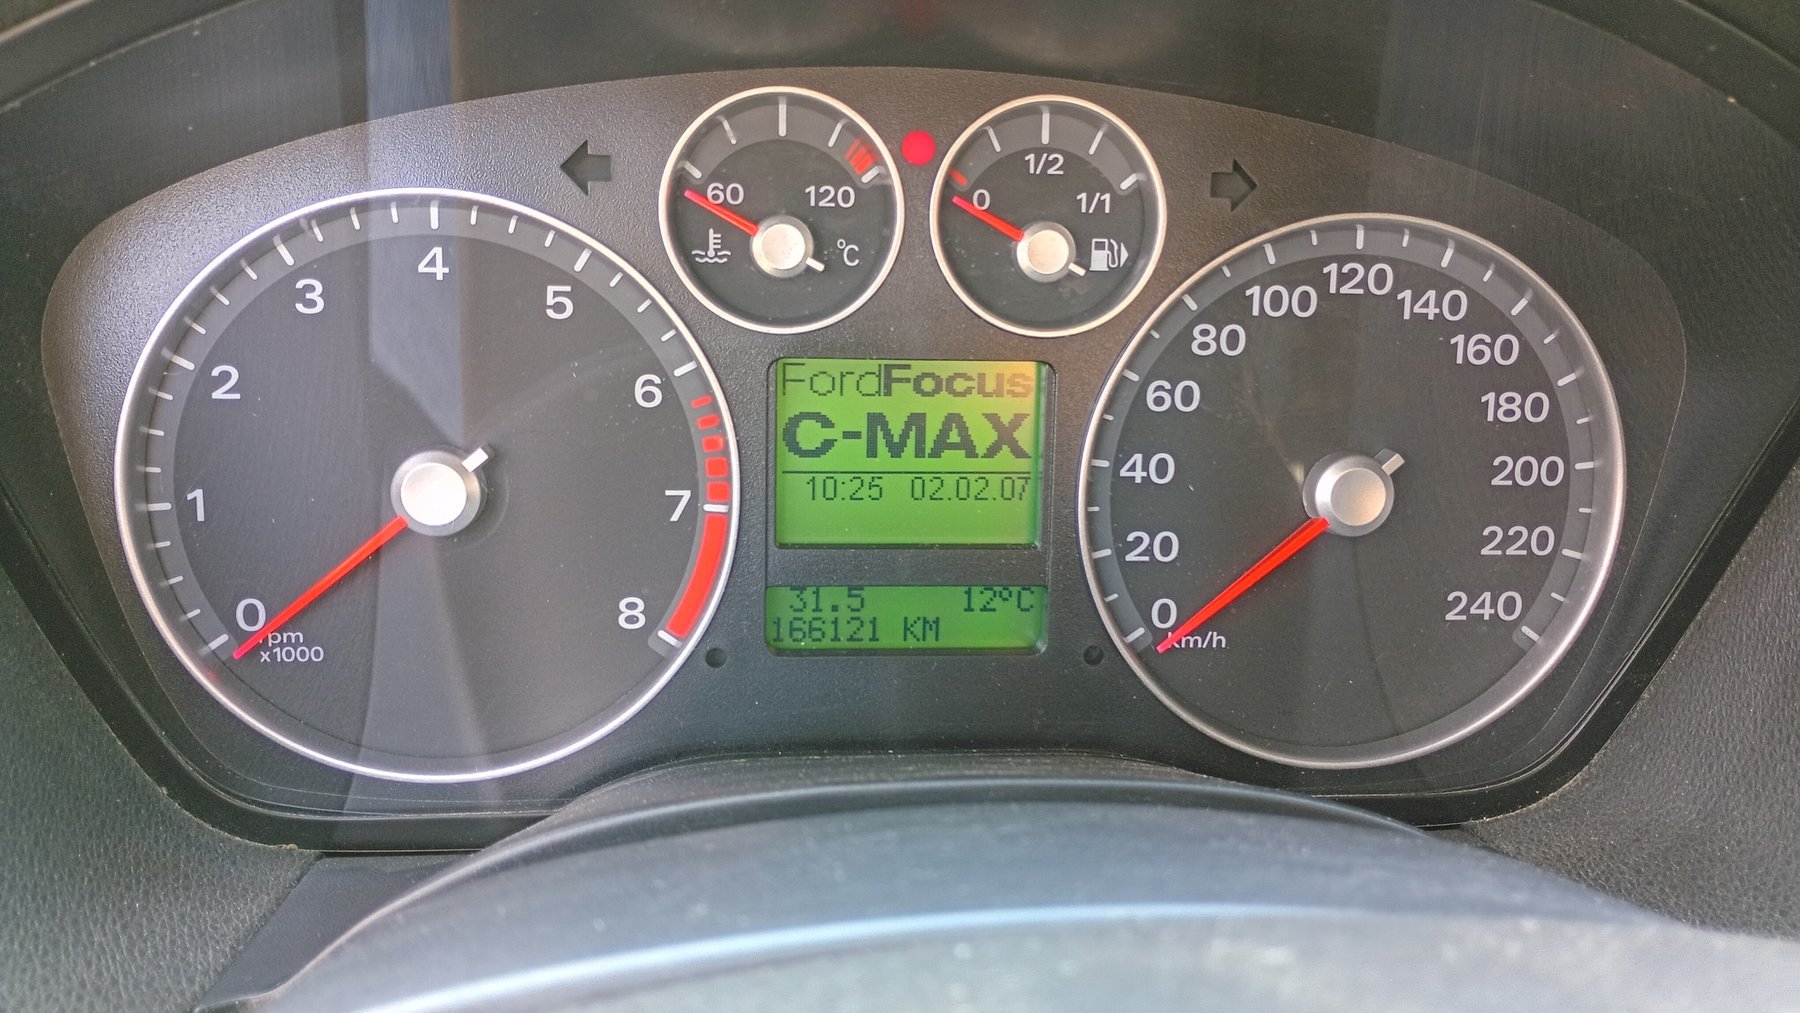 60 120
°C
1/2
0 1/1
0 1 2 3 4 5 6 7 8
rpm
x1000
FordFocus
C-MAX
10:25 02.02.07
31.5 12ºC
166121 KM
0 20 40 60 80 100 120 140 160 180 200 220 240
km/h